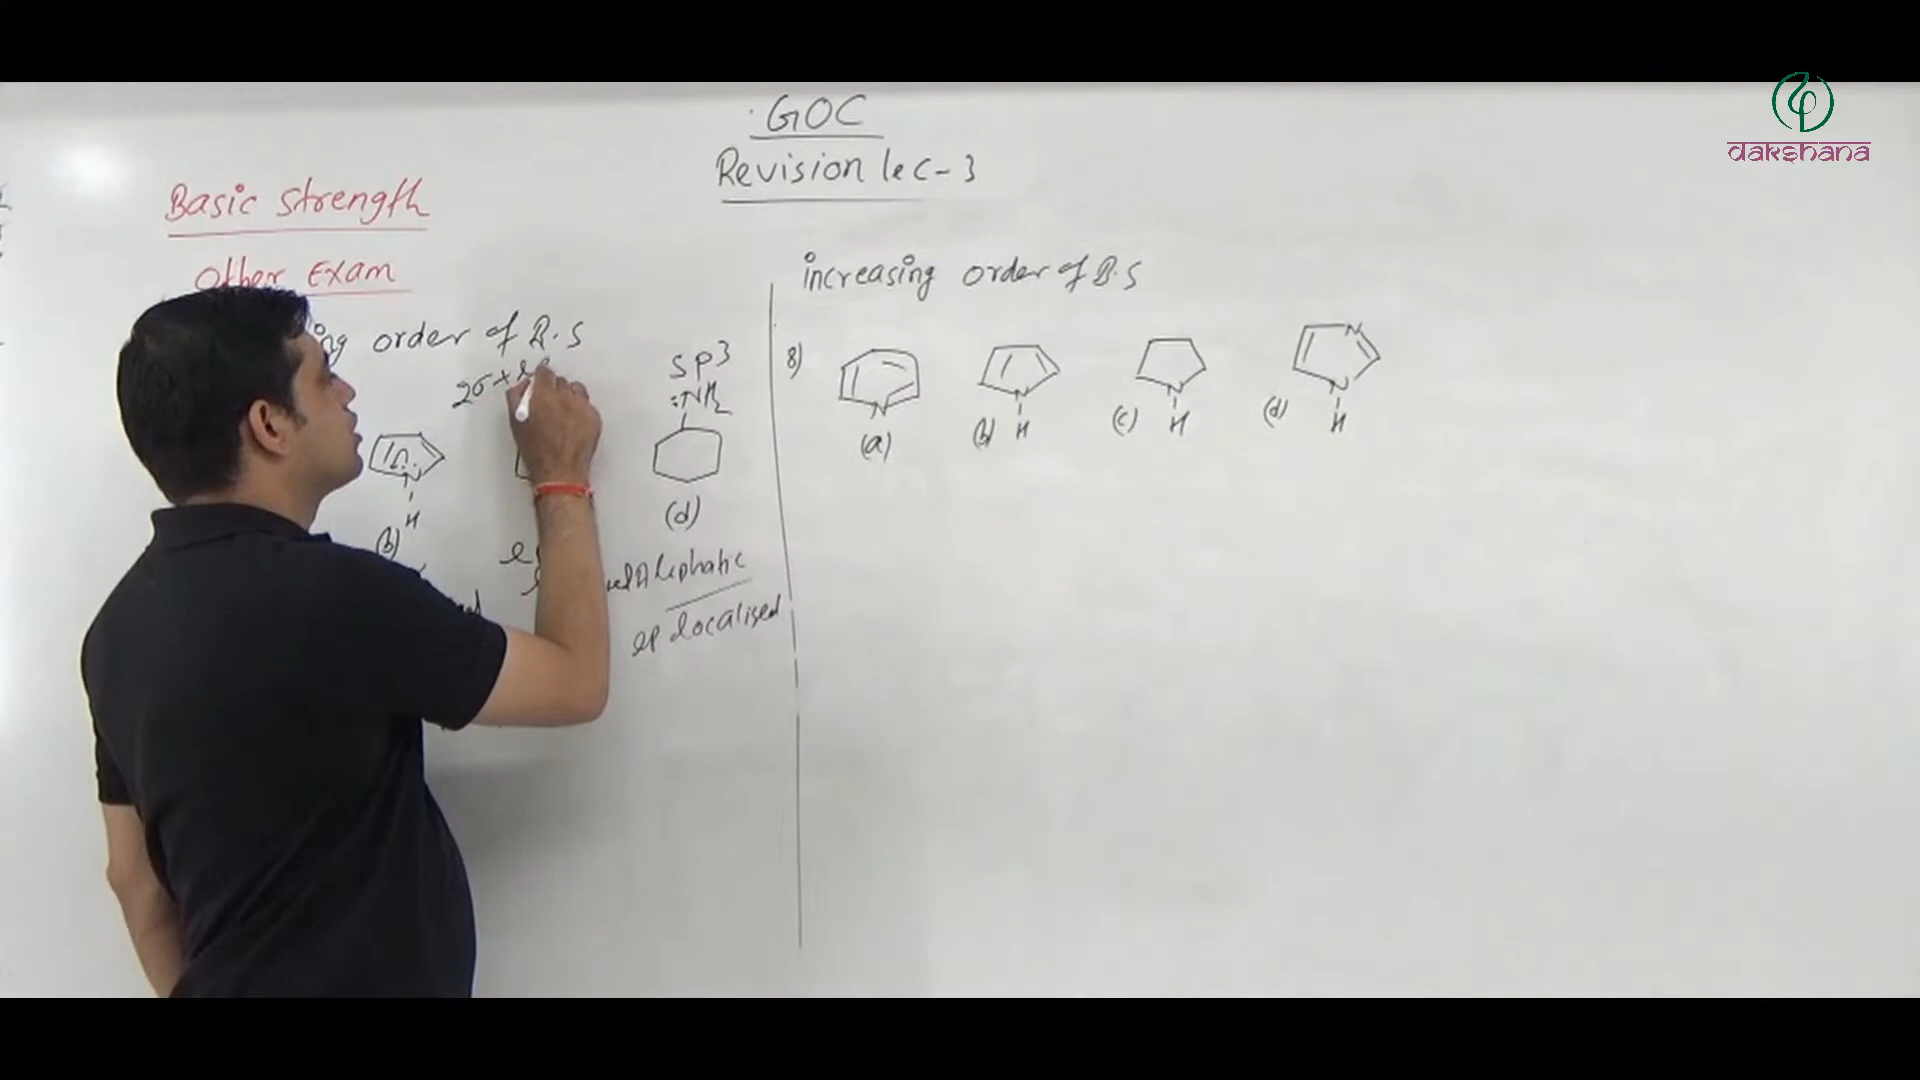 GOC
Revision lec-3
dakshana
Basic Strength
Other Exam
ing order of B.S
2σ+
sp3
:NH2
H
(b)
(d)
Aliphatic
lp localised
increasing order of B.S
8)
N
(a)
N
H
(b)
N
H
(c)
N
N
H
(d)